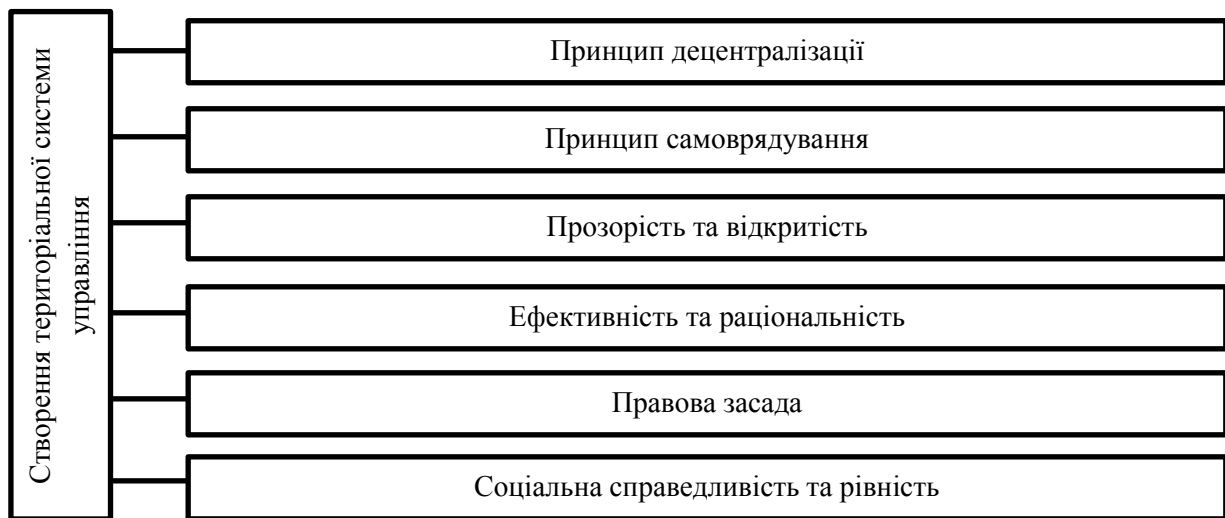 Створення територіальної системи
управління
Принцип децентралізації
Принцип самоврядування
Прозорість та відкритість
Ефективність та раціональність
Правова засада
Соціальна справедливість та рівність